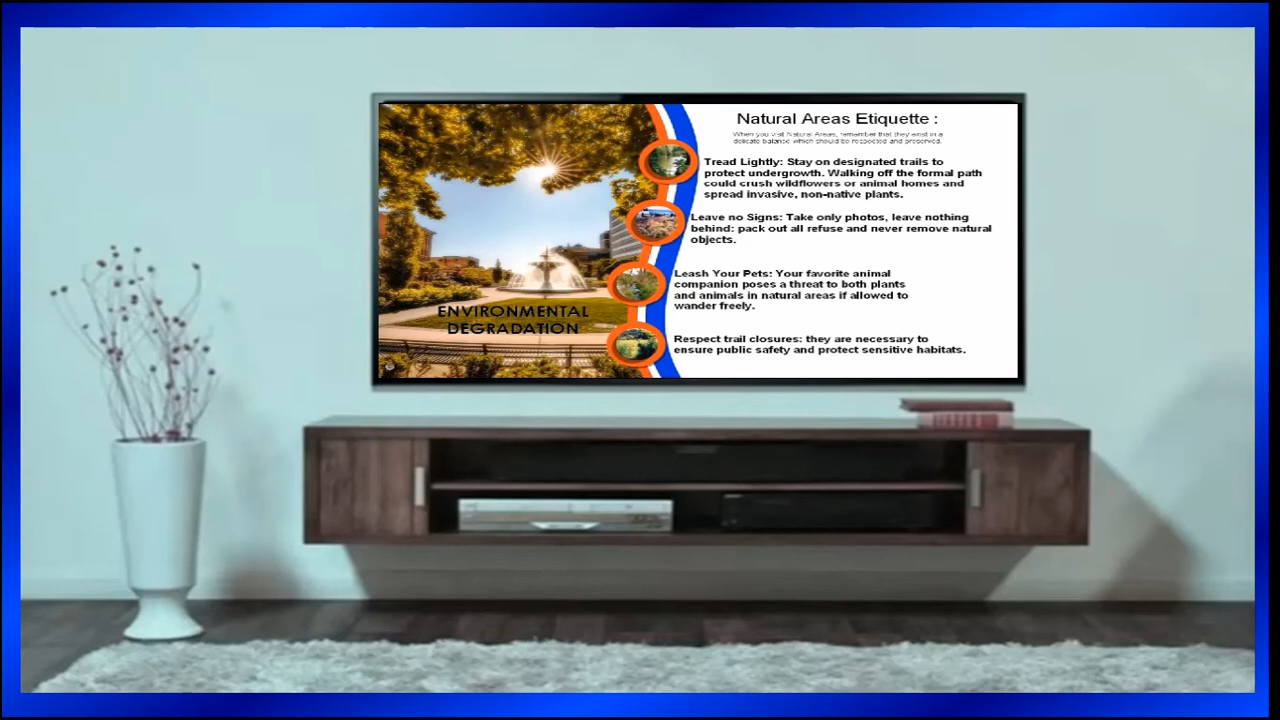 Natural Areas Etiquette :
When you visit Natural Areas, remember that they exist in a
delicate balance which should be respected and preserved.
Tread Lightly: Stay on designated trails to
protect undergrowth. Walking off the formal path
could crush wildflowers or animal homes and
spread invasive, non-native plants.
Leave no Signs: Take only photos, leave nothing
behind: pack out all refuse and never remove natural
objects.
Leash Your Pets: Your favorite animal
companion poses a threat to both plants
and animals in natural areas if allowed to
wander freely.
Respect trail closures: they are necessary to
ensure public safety and protect sensitive habitats.
ENVIRONMENTAL
DEGRADATION